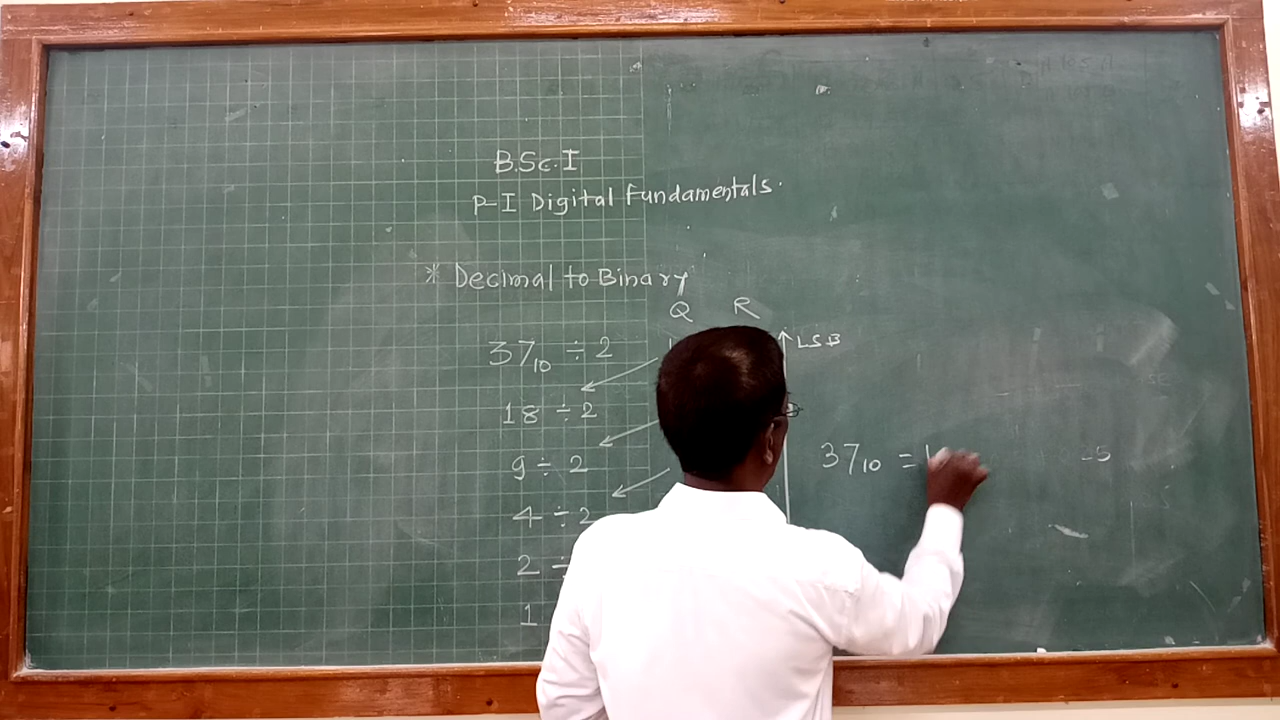 B.Sc.I
P-I Digital Fundamentals.
* Decimal to Binary
Q R
37₁₀ ÷ 2
LSB
18 ÷ 2
9 ÷ 2
37₁₀ = 1
4 ÷ 2
2 ÷
1